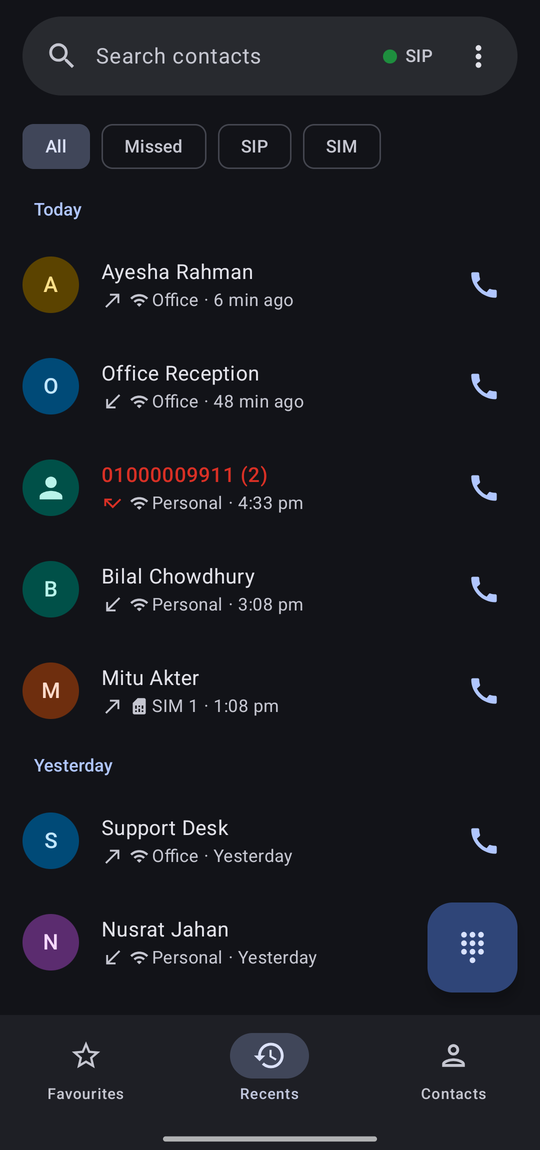 Search contacts
SIP
All
Missed
SIP
SIM
Today
A
Ayesha Rahman
Office · 6 min ago
O
Office Reception
Office · 48 min ago
01000009911 (2)
Personal · 4:33 pm
B
Bilal Chowdhury
Personal · 3:08 pm
M
Mitu Akter
SIM 1 · 1:08 pm
Yesterday
S
Support Desk
Office · Yesterday
N
Nusrat Jahan
Personal · Yesterday
Favourites
Recents
Contacts